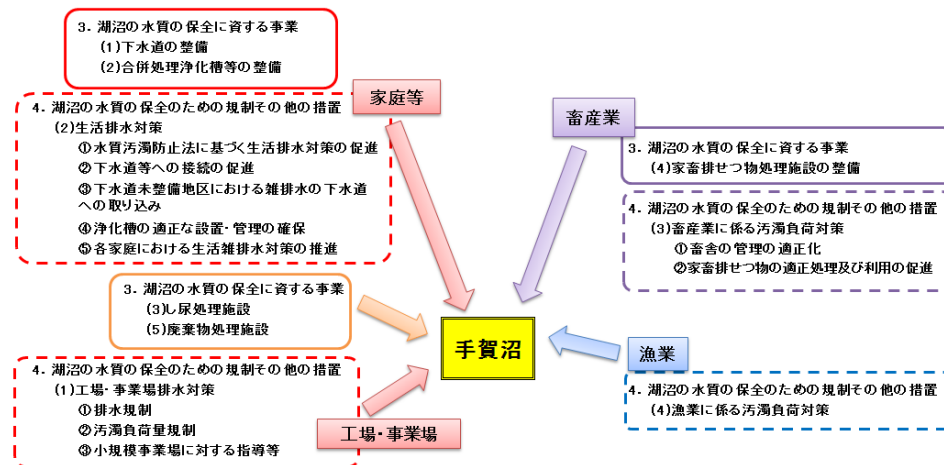 3. 湖沼の水質の保全に資する事業
(1)下水道の整備
(2)合併処理浄化槽等の整備
家庭等
4. 湖沼の水質の保全のための規制その他の措置
(2)生活排水対策
①水質汚濁防止法に基づく生活排水対策の促進
②下水道等への接続の促進
③下水道未整備地区における雑排水の下水道
への取り込み
④浄化槽の適正な設置・管理の確保
⑤各家庭における生活雑排水対策の推進
3. 湖沼の水質の保全に資する事業
(3)し尿処理施設
(5)廃棄物処理施設
4. 湖沼の水質の保全のための規制その他の措置
(1)工場・事業場排水対策
①排水規制
②汚濁負荷量規制
③小規模事業場に対する指導等
工場・事業場
手賀沼
畜産業
3. 湖沼の水質の保全に資する事業
(4)家畜排せつ物処理施設の整備
4. 湖沼の水質の保全のための規制その他の措置
(3)畜産業に係る汚濁負荷対策
①畜舎の管理の適正化
②家畜排せつ物の適正処理及び利用の促進
漁業
4. 湖沼の水質の保全のための規制その他の措置
(4)漁業に係る汚濁負荷対策